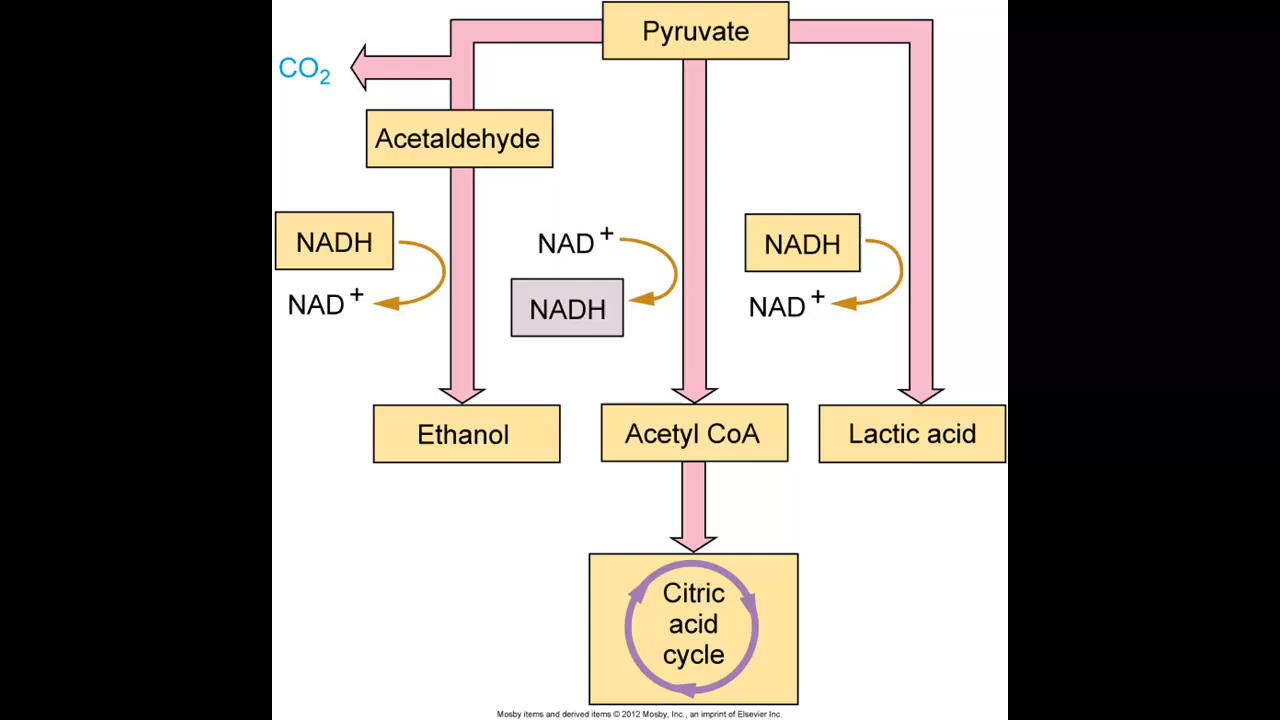 Pyruvate
CO2
Acetaldehyde
NADH
NAD+
NAD+
NADH
NADH
NAD+
Ethanol
Acetyl CoA
Lactic acid
Citric
acid
cycle
Mosby items and derived items © 2012 Mosby, Inc., an imprint of Elsevier Inc.